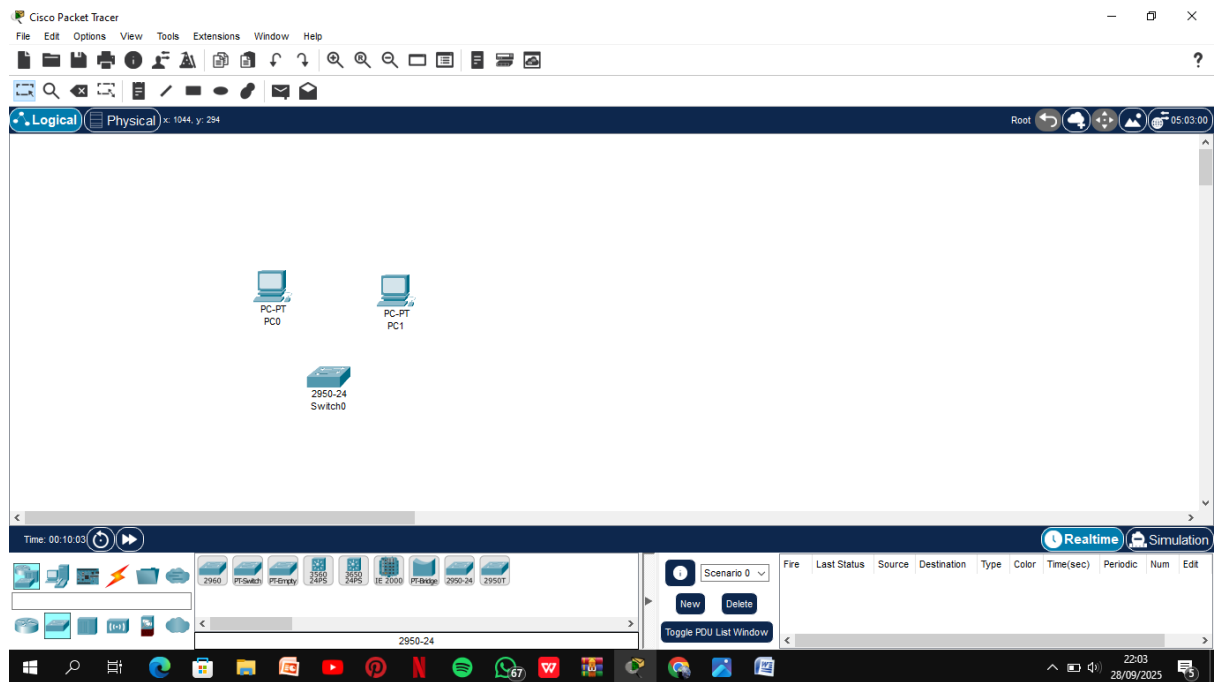 Cisco Packet Tracer
File Edit Options View Tools Extensions Window Help
?
Logical Physical x: 1044, y: 294 Root 05:03:00
PC-PT
PC0
PC-PT
PC1
2950-24
Switch0
Time: 00:10:03 Realtime Simulation
2960 PT-Switch PT-Empty 3560 24PS 3650 24PS IE 2000 PT-Bridge 2950-24 2950T
Scenario 0
New Delete
Toggle PDU List Window
Fire Last Status Source Destination Type Color Time(sec) Periodic Num Edit
2950-24
67
W
22:03
28/09/2025
5